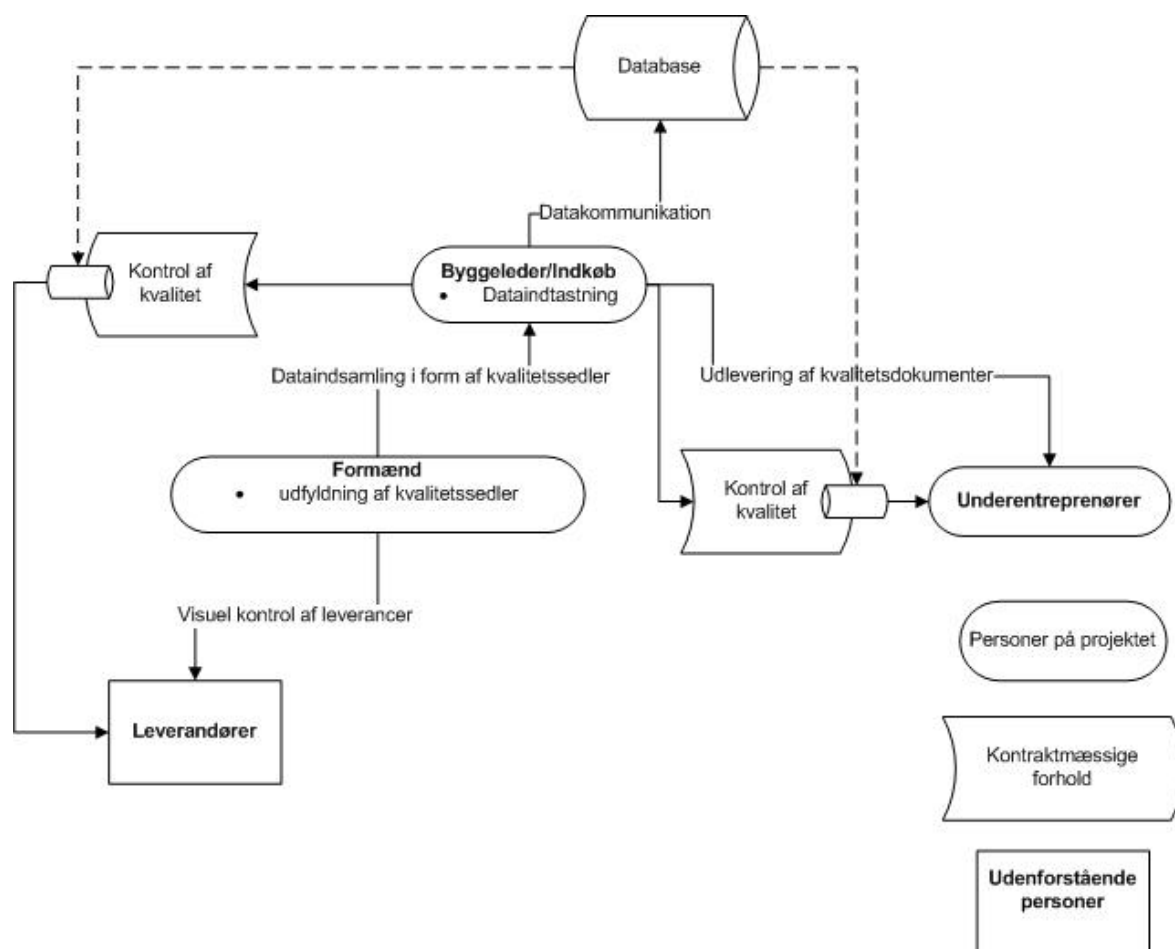 Database
Datakommunikation
Kontrol af
kvalitet
Byggeleder/Indkøb
• Dataindtastning
Dataindsamling i form af kvalitetssedler
Udlevering af kvalitetsdokumenter
Formænd
• udfyldning af kvalitetssedler
Kontrol af
kvalitet
Underentreprenører
Visuel kontrol af leverancer
Personer på projektet
Leverandører
Kontraktmæssige
forhold
Udenforstående
personer